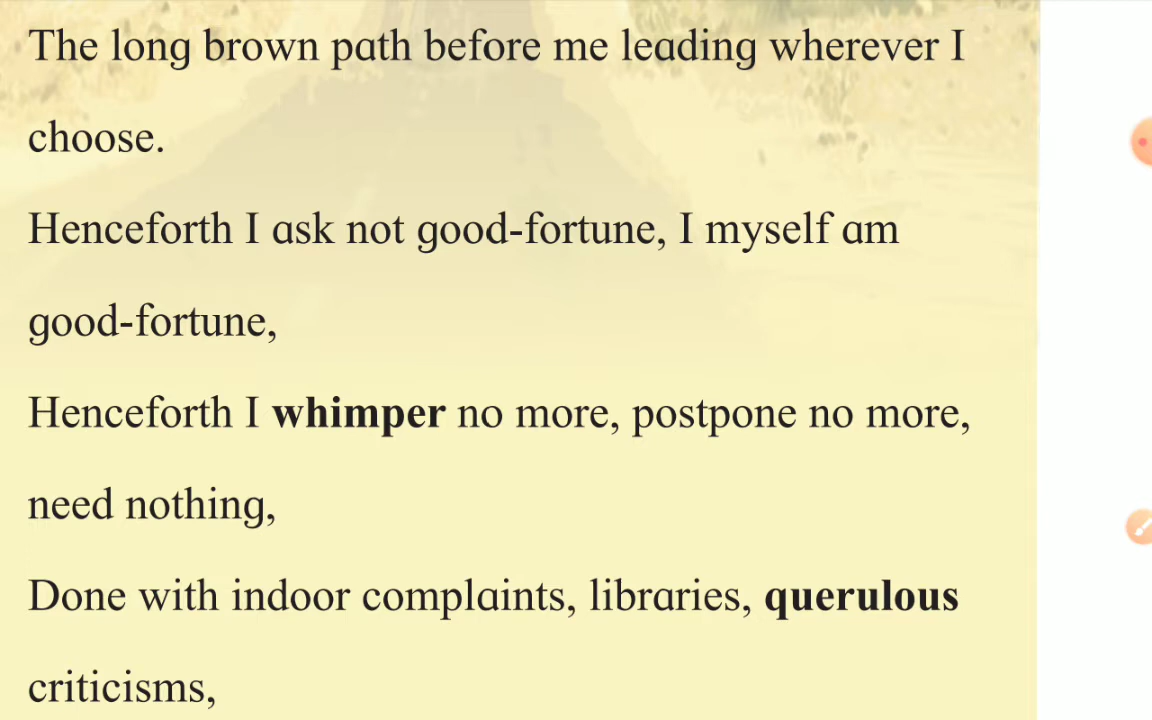 The long brown path before me leading wherever I
choose.
Henceforth I ask not good-fortune, I myself am
good-fortune,
Henceforth I whimper no more, postpone no more,
need nothing,
Done with indoor complaints, libraries, querulous
criticisms,